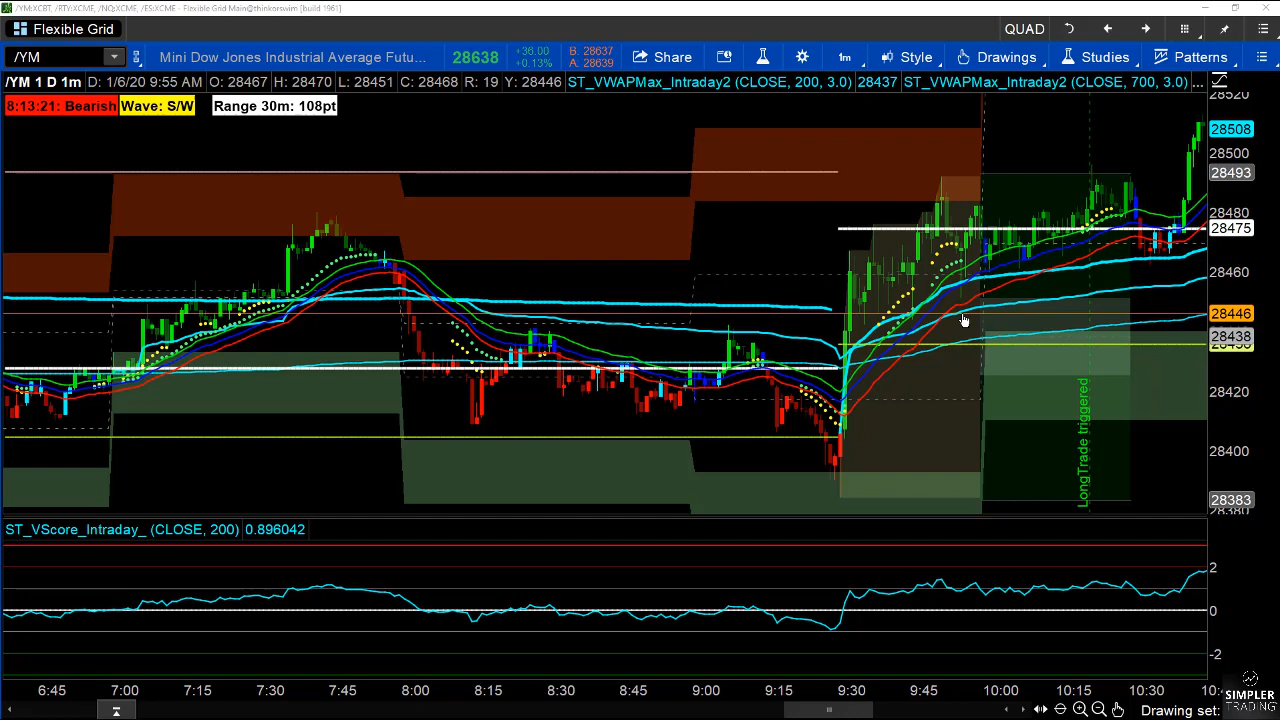 /YM:XCBT, /RTY:XCME, /NQ:XCME, /ES:XCME - Flexible Grid Main@thinkorswim [build 1961]
Flexible Grid
QUAD
/YM
Mini Dow Jones Industrial Average Futu...
28638
+36.00
+0.13%
B: 28637
A: 28639
Share
1m
Style
Drawings
Studies
Patterns
/YM 1 D 1m
D: 1/6/20 9:55 AM
O: 28467
H: 28470
L: 28451
C: 28468
R: 19
Y: 28446
ST_VWAPMax_Intraday2 (CLOSE, 200, 3.0)
28437
ST_VWAPMax_Intraday2 (CLOSE, 700, 3.0)
...
8:13:21: Bearish
Wave: S/W
Range 30m: 108pt
28520
28508
28500
28493
28480
28475
28460
28446
28438
28420
28400
28383
28380
LongTrade triggered
ST_VScore_Intraday_ (CLOSE, 200)
0.896042
2
0
-2
6:45
7:00
7:15
7:30
7:45
8:00
8:15
8:30
8:45
9:00
9:15
9:30
9:45
10:00
10:15
10:30
Drawing set:
SIMPLER
TRADING